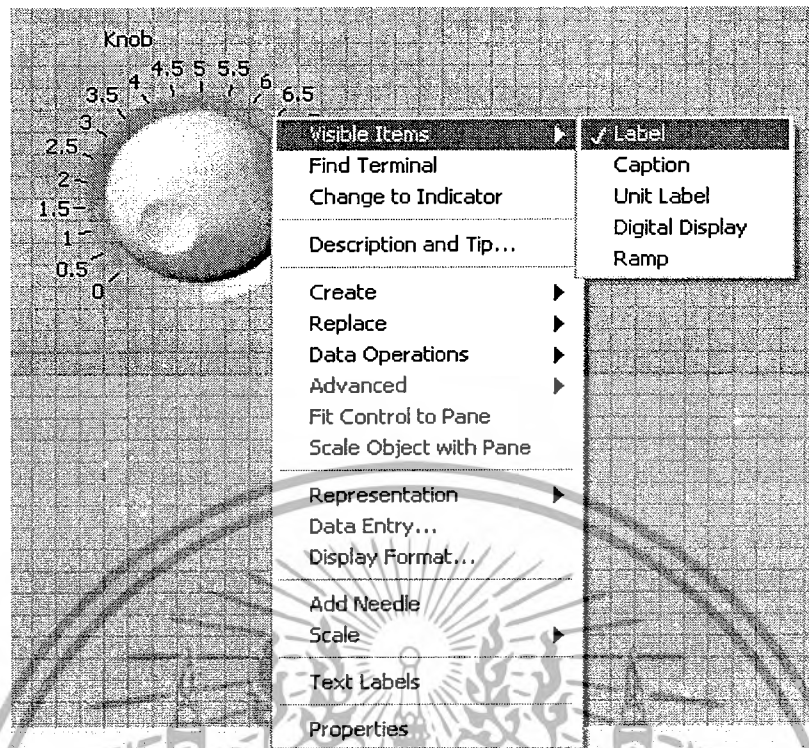 Knob
0
0.5
1
1.5
2
2.5
3
3.5
4
4.5
5
5.5
6
6.5
Visible Items
Find Terminal
Change to Indicator
Description and Tip...
Create
Replace
Data Operations
Advanced
Fit Control to Pane
Scale Object with Pane
Representation
Data Entry...
Display Format...
Add Needle
Scale
Text Labels
Properties
✓ Label
Caption
Unit Label
Digital Display
Ramp